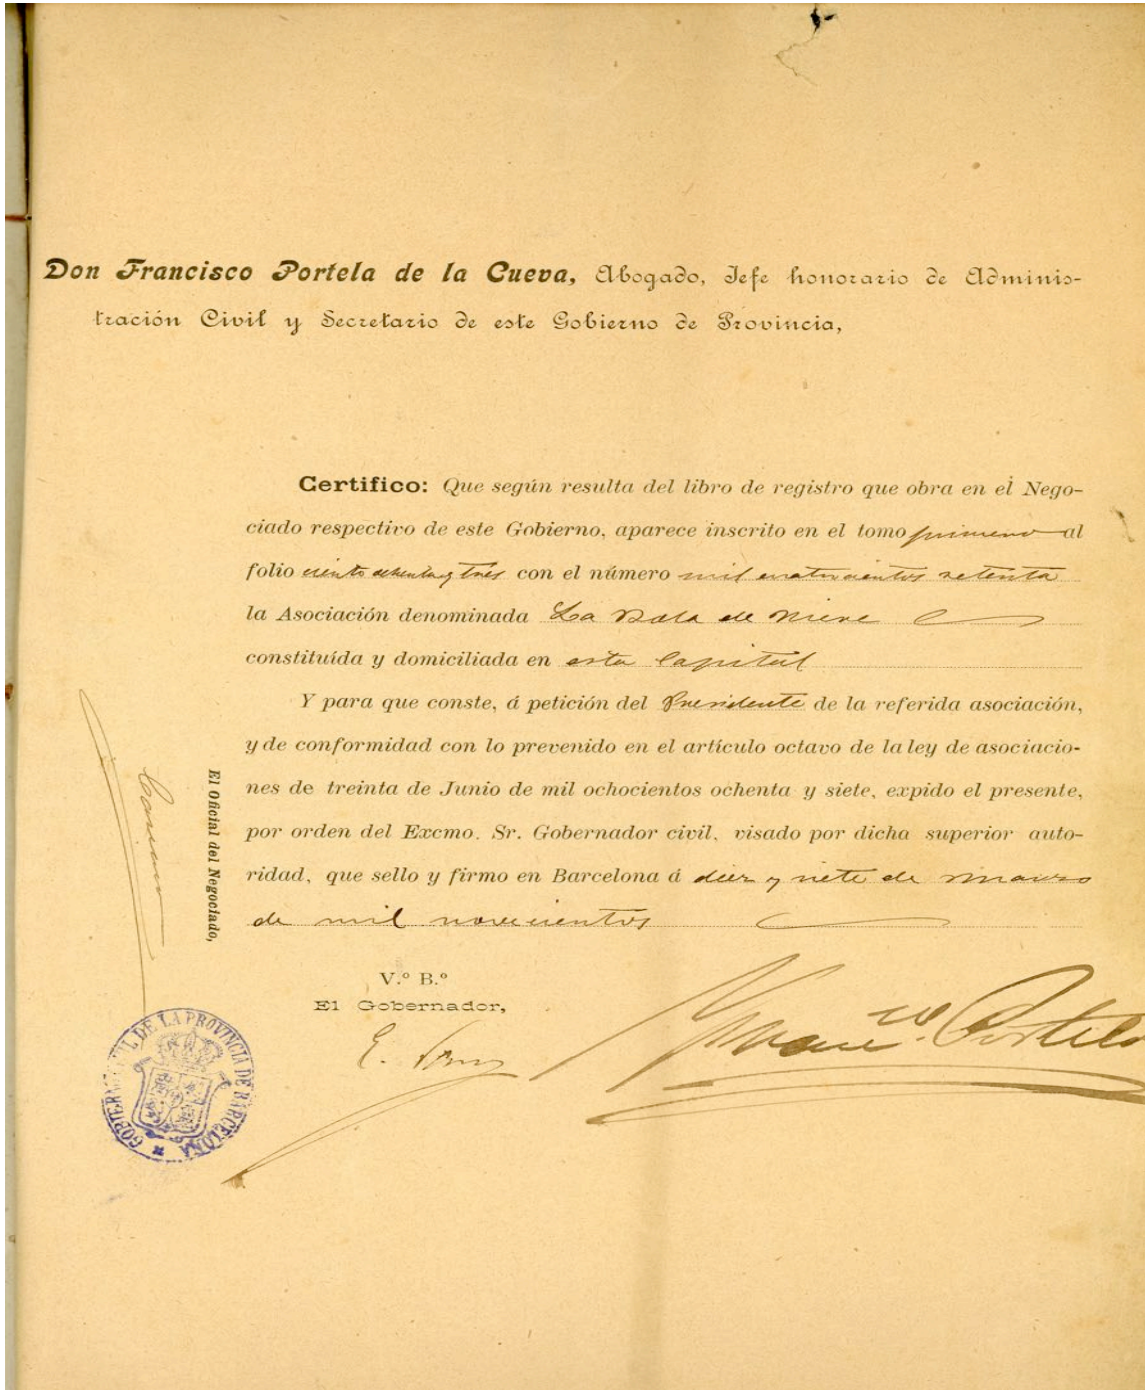 Don Francisco Portela de la Cueva, Abogado, Jefe honorario de Adminis-
tración Civil y Secretario de este Gobierno de Provincia,
Certifico: Que según resulta del libro de registro que obra en el Nego-
ciado respectivo de este Gobierno, aparece inscrito en el tomo primero al
folio ciento ochenta y tres con el número mil cuatrocientos setenta
la Asociación denominada La Bola de Nieve
constituída y domiciliada en esta Capital
Y para que conste, á petición del Presidente de la referida asociación,
y de conformidad con lo prevenido en el artículo octavo de la ley de asociacio-
nes de treinta de Junio de mil ochocientos ochenta y siete, expido el presente,
por orden del Excmo. Sr. Gobernador civil, visado por dicha superior auto-
ridad, que sello y firmo en Barcelona á diez y siete de Marzo
de mil novecientos
El Oficial del Negociado,
V.º B.º
El Gobernador,
Franco. Portela
GOBIERNO CIVIL DE LA PROVINCIA DE BARCELONA